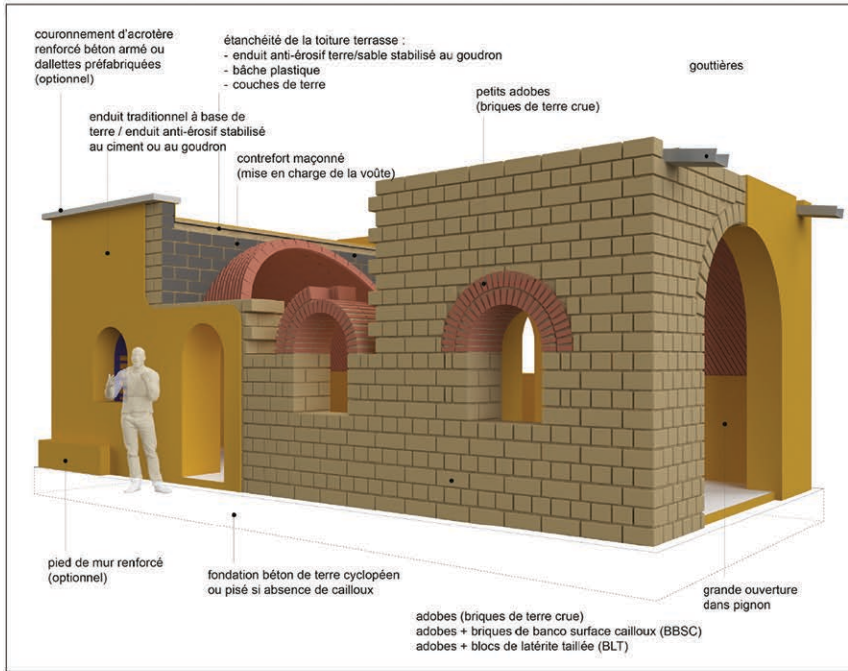 couronnement d'acrotère
renforcé béton armé ou
dallettes préfabriquées
(optionnel)
étanchéité de la toiture terrasse :
- enduit anti-érosif terre/sable stabilisé au goudron
- bâche plastique
- couches de terre
gouttières
petits adobes
(briques de terre crue)
enduit traditionnel à base de
terre / enduit anti-érosif stabilisé
au ciment ou au goudron
contrefort maçonné
(mise en charge de la voûte)
pied de mur renforcé
(optionnel)
fondation béton de terre cyclopéen
ou pisé si absence de cailloux
grande ouverture
dans pignon
adobes (briques de terre crue)
adobes + briques de banco surface cailloux (BBSC)
adobes + blocs de latérite taillée (BLT)